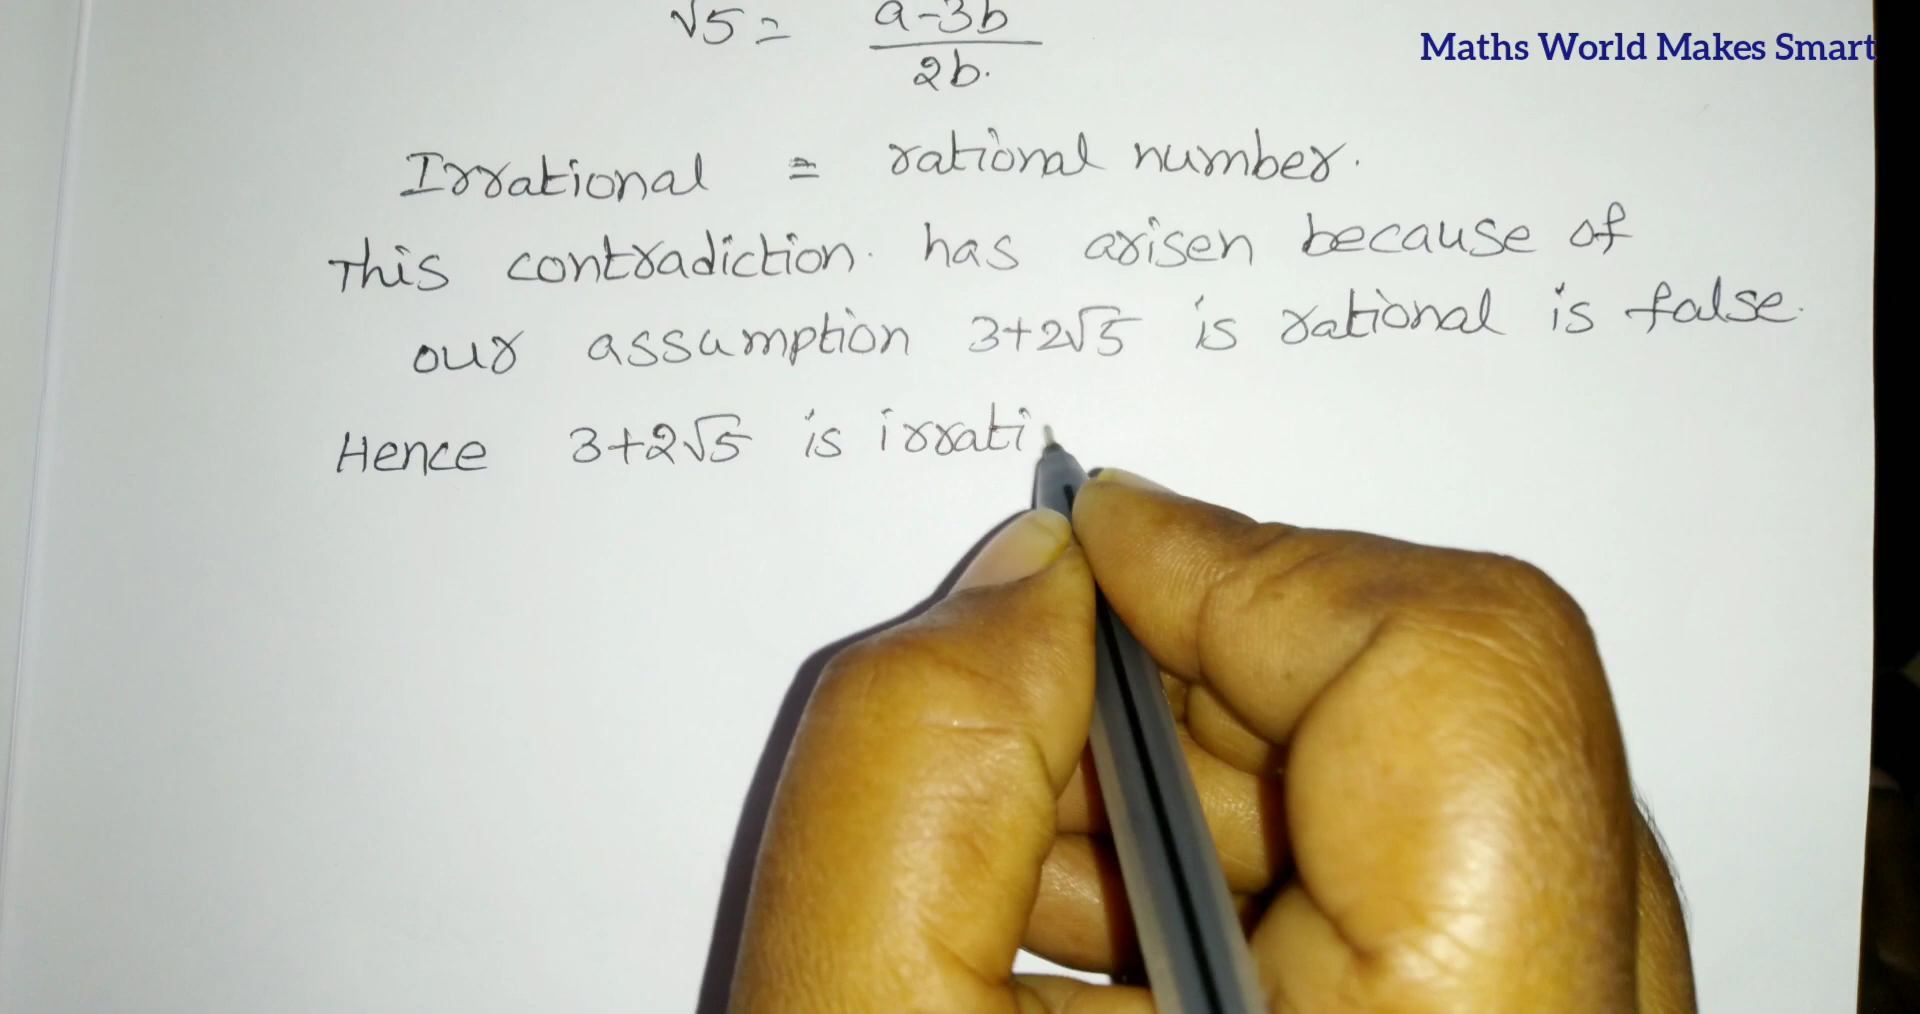 √5 = a-3b
2b.
Maths World Makes Smart
Irrational = rational number.
This contradiction. has arisen because of
our assumption 3+2√5 is rational is false.
Hence 3+2√5 is irrati